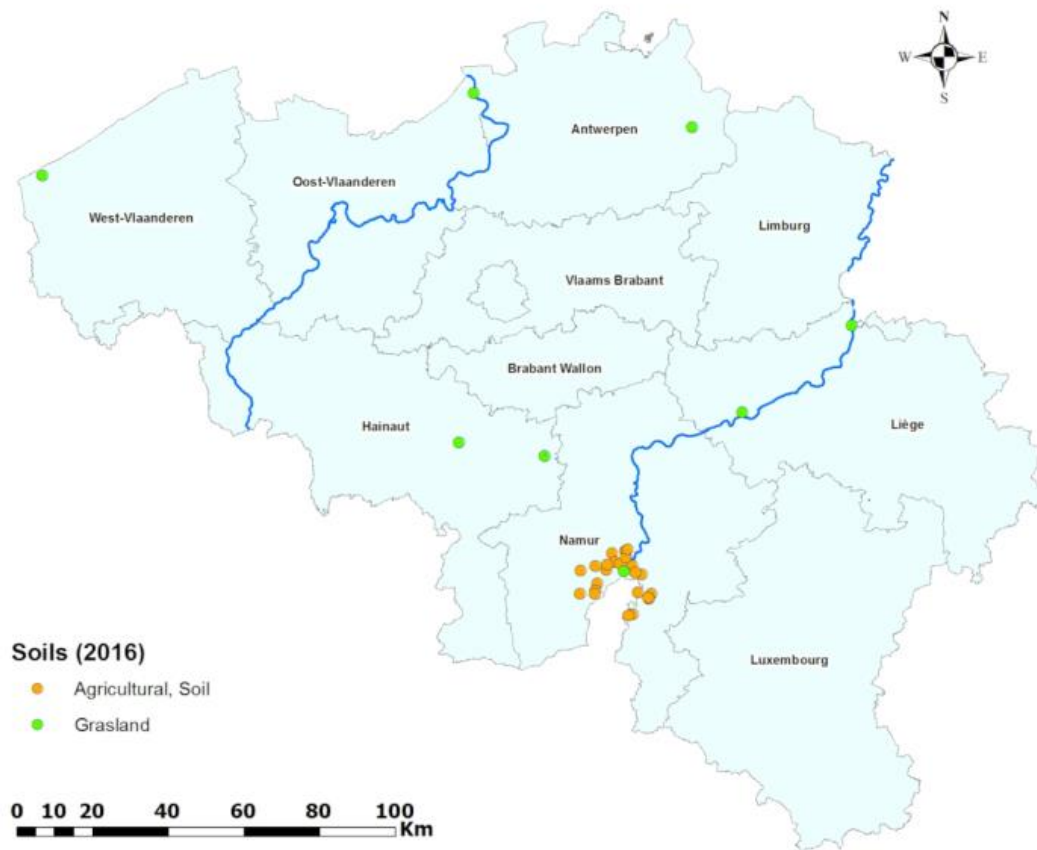 N
W E
S
Antwerpen
Oost-Vlaanderen
West-Vlaanderen
Limburg
Vlaams Brabant
Brabant Wallon
Hainaut
Liège
Namur
Luxembourg
Soils (2016)
Agricultural, Soil
Grasland
0 10 20 40 60 80 100
Km